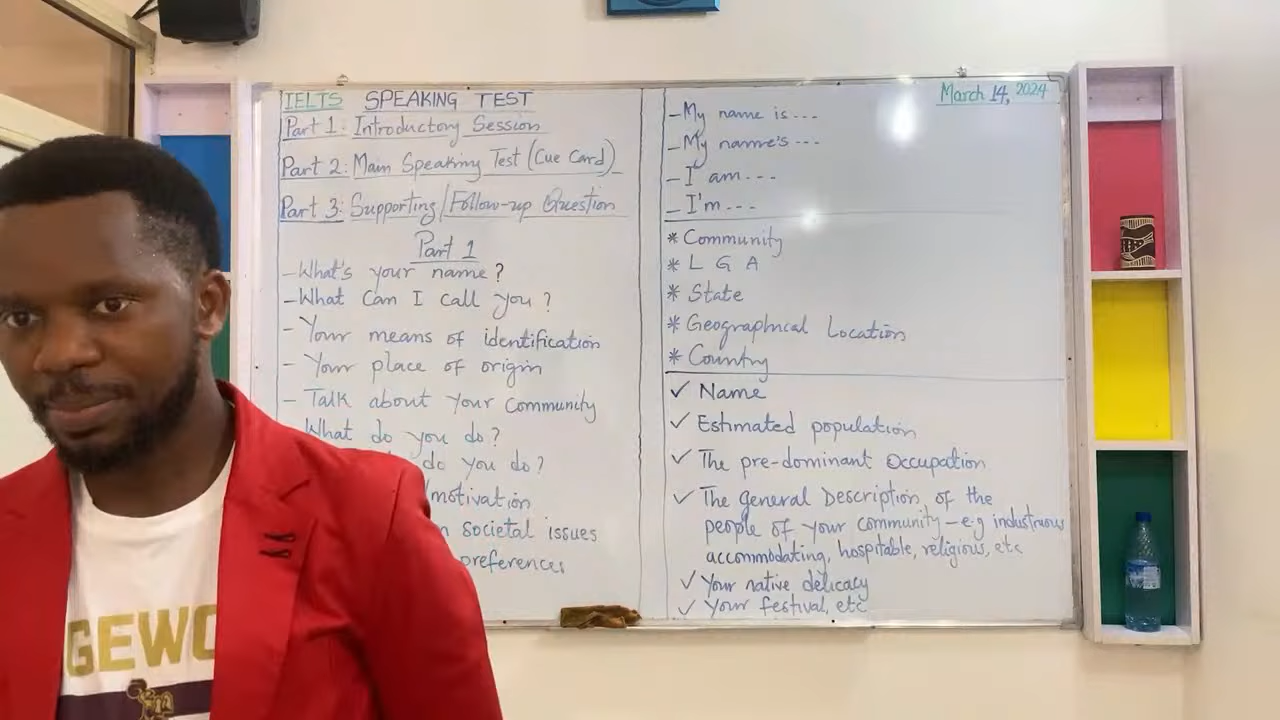 IELTS SPEAKING TEST
Part 1: Introductory Session
Part 2: Main Speaking Test (Cue Card)
Part 3: Supporting/Follow-up Question
Part 1
- What's your name?
- What can I call you?
- Your means of identification
- Your place of origin
- Talk about your community
What do you do?
do you do?
/motivation
societal issues
preferences
March 14, 2024
- My name is ...
- My name's ...
- I am ...
- I'm ...
* Community
* L G A
* State
* Geographical Location
* Country
✓ Name
✓ Estimated population
✓ The pre-dominant Occupation
✓ The general Description of the
people of your community - e.g industruous
accommodating, hospitable, religious, etc
✓ Your native delicacy
✓ Your festival, etc
GEWO